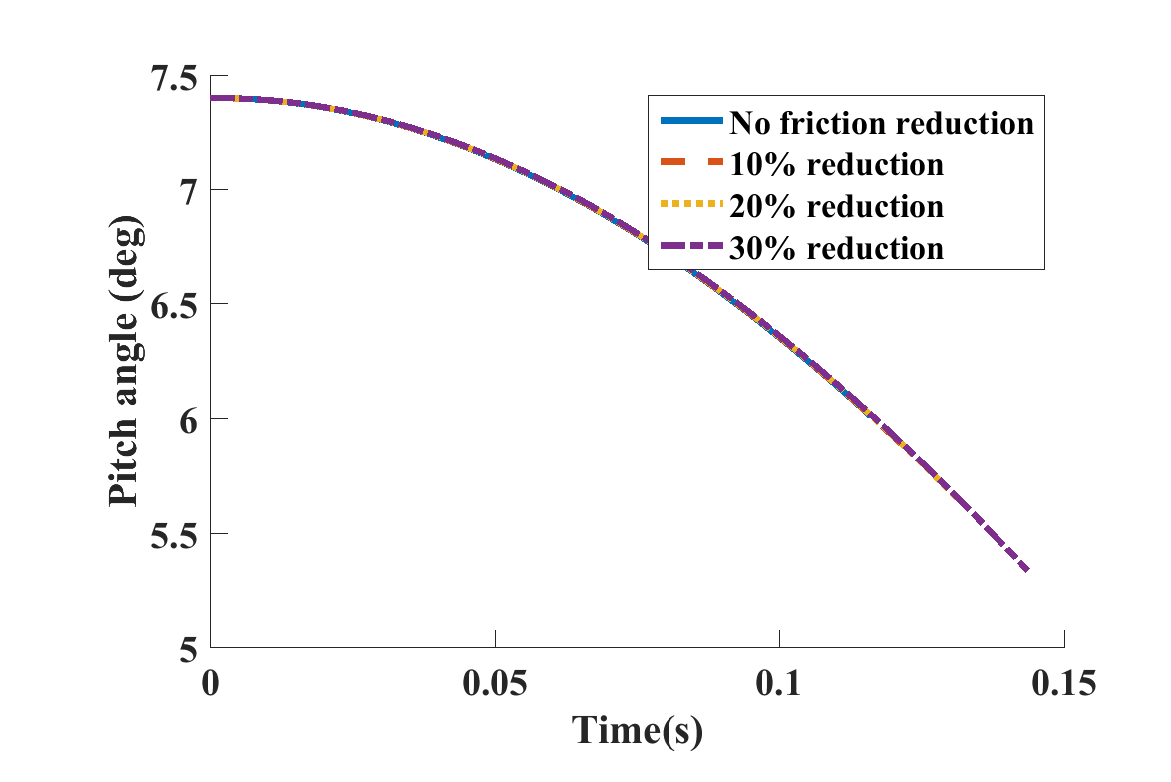 7.5
7
6.5
6
5.5
5
Pitch angle (deg)
No friction reduction
10% reduction
20% reduction
30% reduction
0
0.05
0.1
0.15
Time(s)